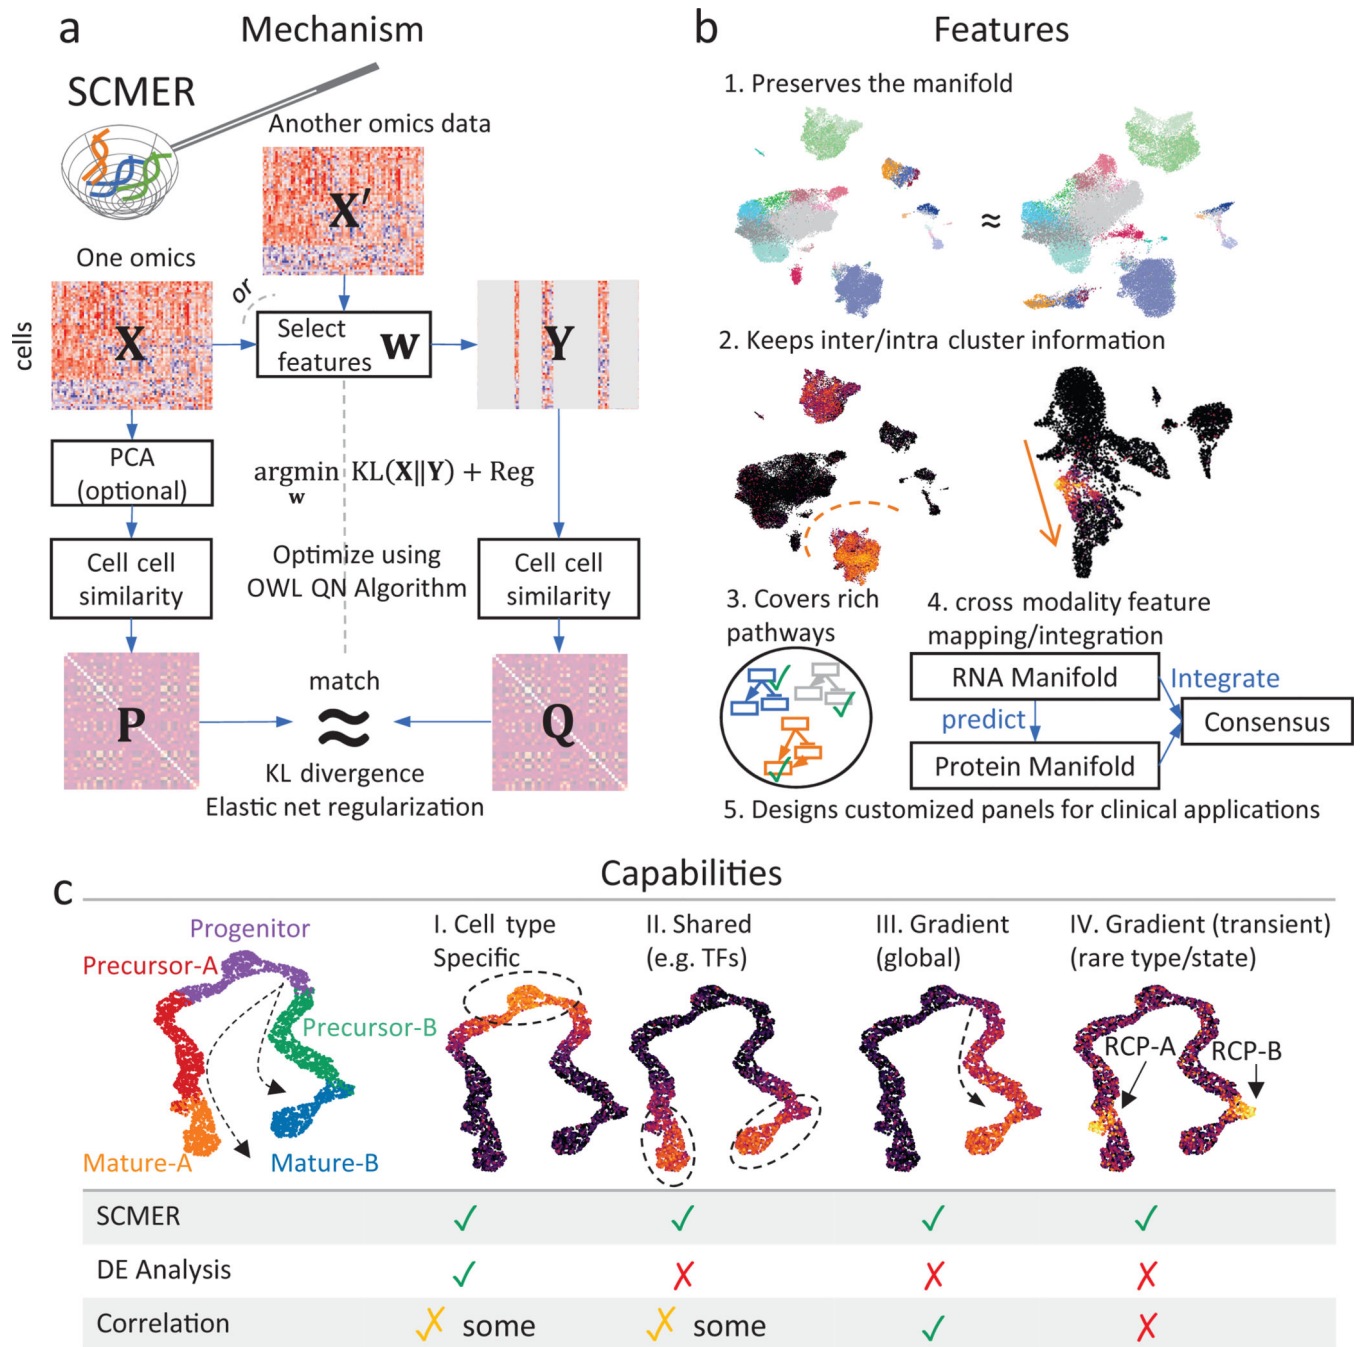 a
Mechanism
SCMER
Another omics data
X′
One omics
or
cells
X
Select
features
w
Y
PCA
(optional)
argmin KL(X||Y) + Reg
w
Cell cell
similarity
Optimize using
OWL QN Algorithm
Cell cell
similarity
P
match
≈
Q
KL divergence
Elastic net regularization
b
Features
1. Preserves the manifold
≈
2. Keeps inter/intra cluster information
3. Covers rich
pathways
4. cross modality feature
mapping/integration
RNA Manifold
Integrate
predict
Consensus
Protein Manifold
5. Designs customized panels for clinical applications
c
Capabilities
Progenitor
Precursor-A
Precursor-B
Mature-A
Mature-B
I. Cell type
Specific
II. Shared
(e.g. TFs)
III. Gradient
(global)
IV. Gradient (transient)
(rare type/state)
RCP-A
RCP-B
SCMER ✓ ✓ ✓ ✓
DE Analysis ✓ ✗ ✗ ✗
Correlation some some ✓ ✗